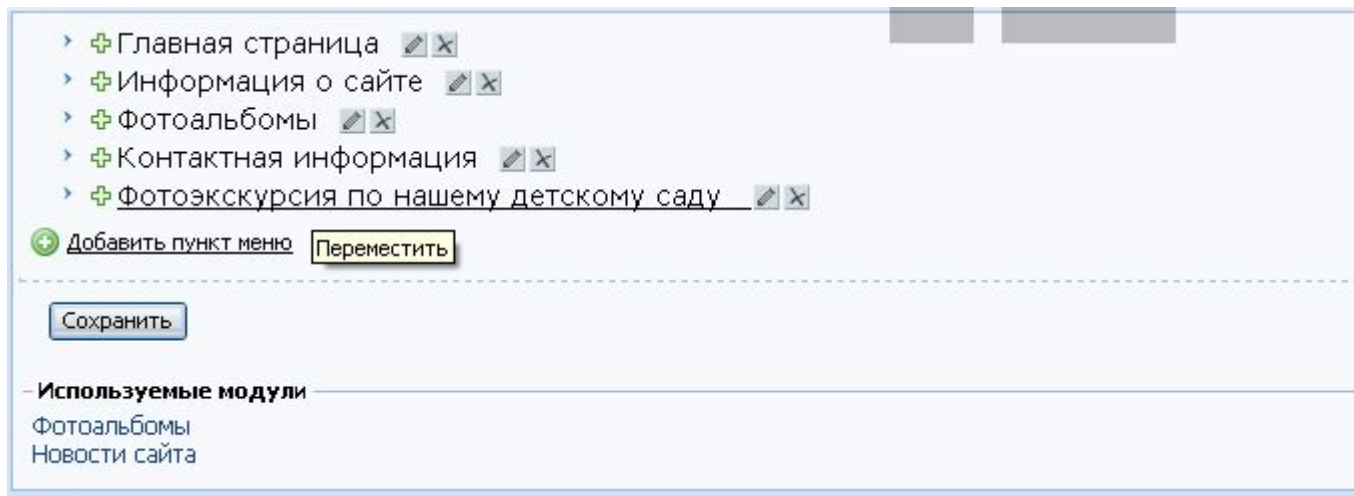 Главная страница
Информация о сайте
Фотоальбомы
Контактная информация
Фотоэкскурсия по нашему детскому саду
Добавить пункт меню
Переместить
Сохранить
Используемые модули
Фотоальбомы
Новости сайта